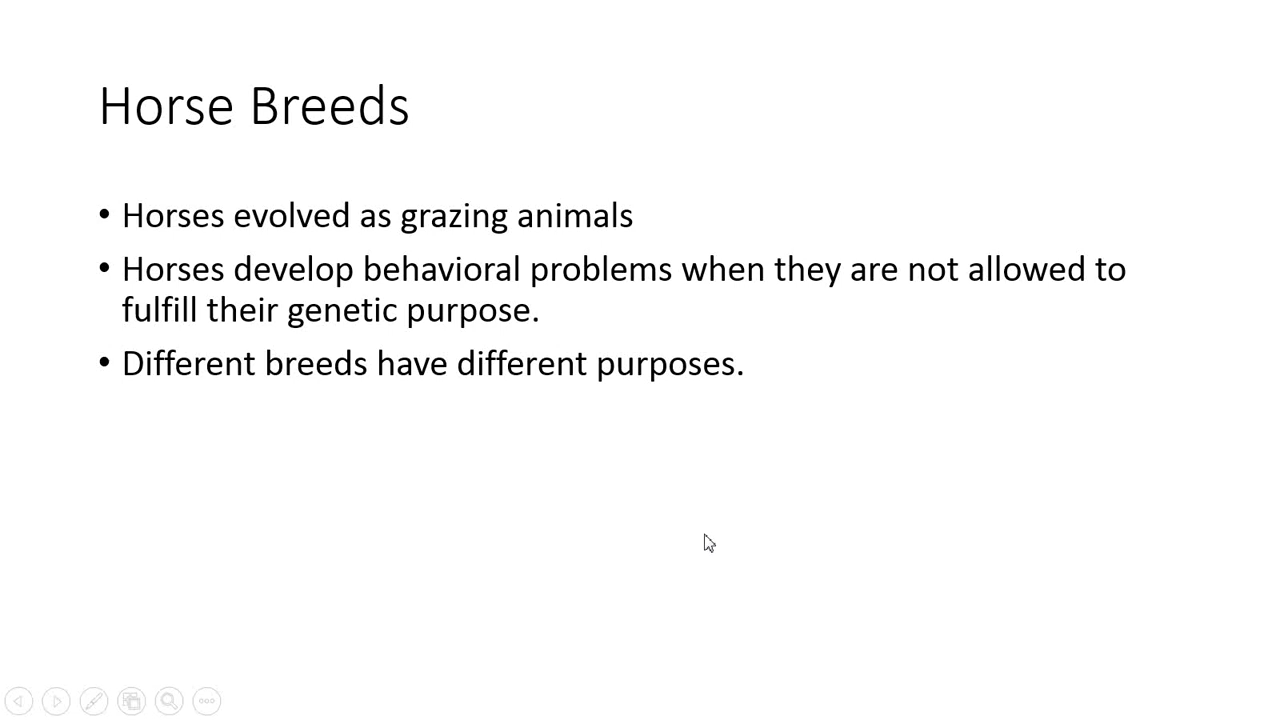 Horse Breeds
• Horses evolved as grazing animals
• Horses develop behavioral problems when they are not allowed to
fulfill their genetic purpose.
• Different breeds have different purposes.